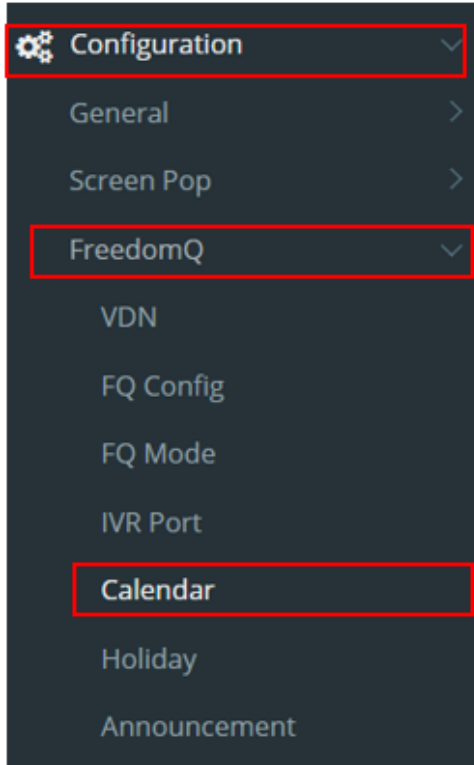 Configuration
General
Screen Pop
FreedomQ
VDN
FQ Config
FQ Mode
IVR Port
Calendar
Holiday
Announcement